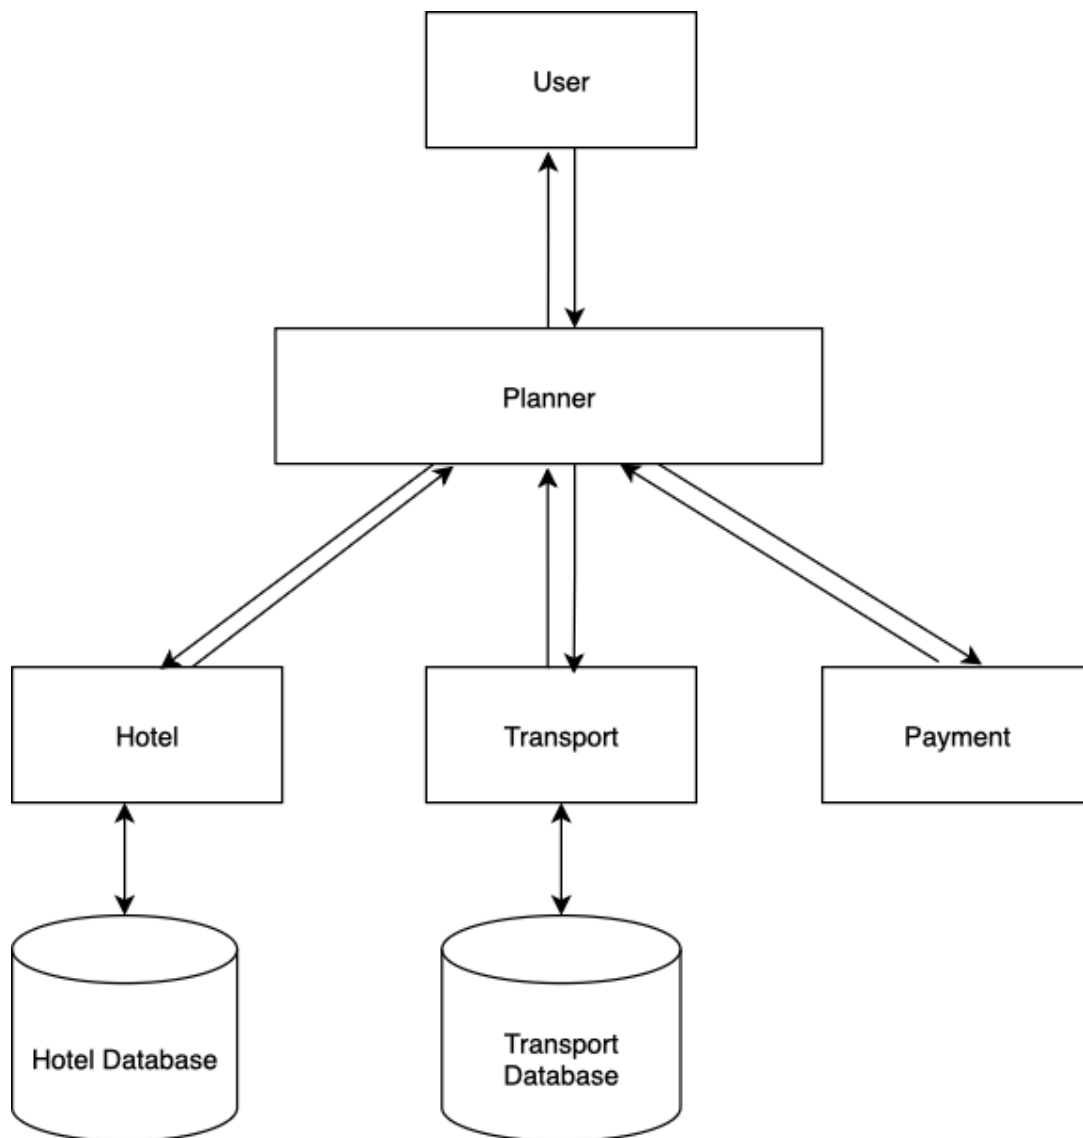 User
Planner
Hotel
Transport
Payment
Hotel Database
Transport
Database